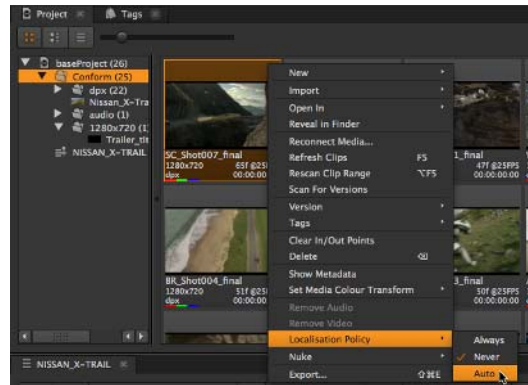 Project
Tags
baseProject (26)
Conform (25)
dpx (22)
Nissan_X-Tra
audio (1)
1280x720 (1)
Trailer_tit
NISSAN_X-TRAIL
SC_Shot007_final
1280x720 65f @25
dpx 00:00:00
1_final
47f @25FPS
00:00:00
BR_Shot004_final
1280x720 51f @25
dpx 00:00:00
3_final
50f @25FPS
00:00:00
New
Import
Open In
Reveal in Finder
Reconnect Media...
Refresh Clips F5
Rescan Clip Range ⌥F5
Scan For Versions
Version
Tags
Clear In/Out Points
Delete ⌫
Show Metadata
Set Media Colour Transform
Remove Audio
Remove Video
Localisation Policy
Nuke
Export... ⇧⌘E
Always
Never
Auto
NISSAN_X-TRAIL